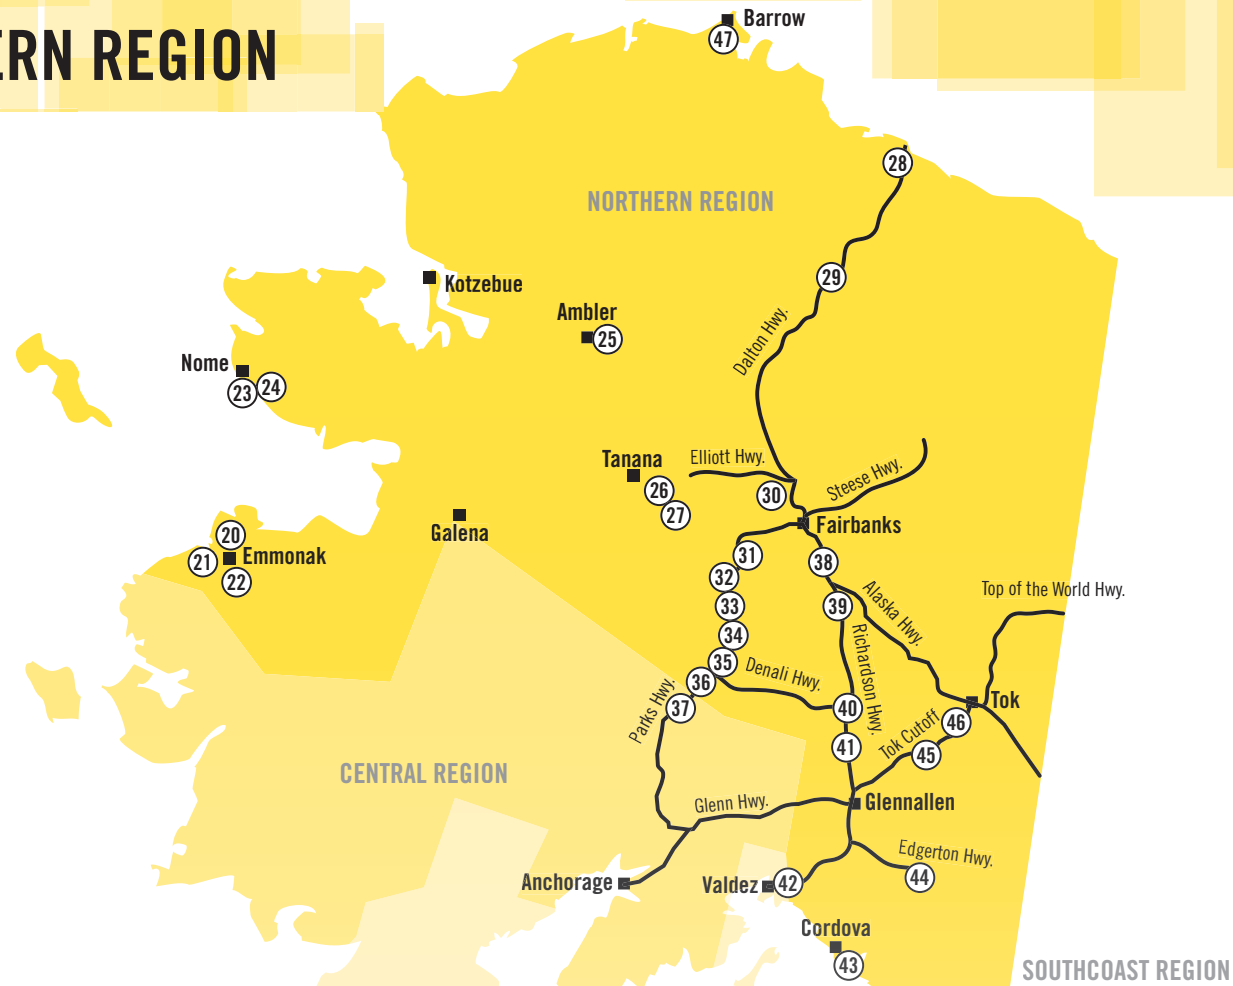 ERN REGION
Barrow
47
28
NORTHERN REGION
29
Kotzebue
Ambler
25
Dalton Hwy.
Nome
23
24
Tanana
26
27
Elliott Hwy.
30
Steese Hwy.
Fairbanks
Galena
20
21
Emmonak
22
31
38
32
33
39
Alaska Hwy.
Top of the World Hwy.
34
35
Richardson Hwy.
36
Denali Hwy.
37
Parks Hwy.
40
Tok
46
Tok Cutoff
41
45
CENTRAL REGION
Glenn Hwy.
Glennallen
Edgerton Hwy.
44
Anchorage
Valdez
42
Cordova
43
SOUTHCOAST REGION